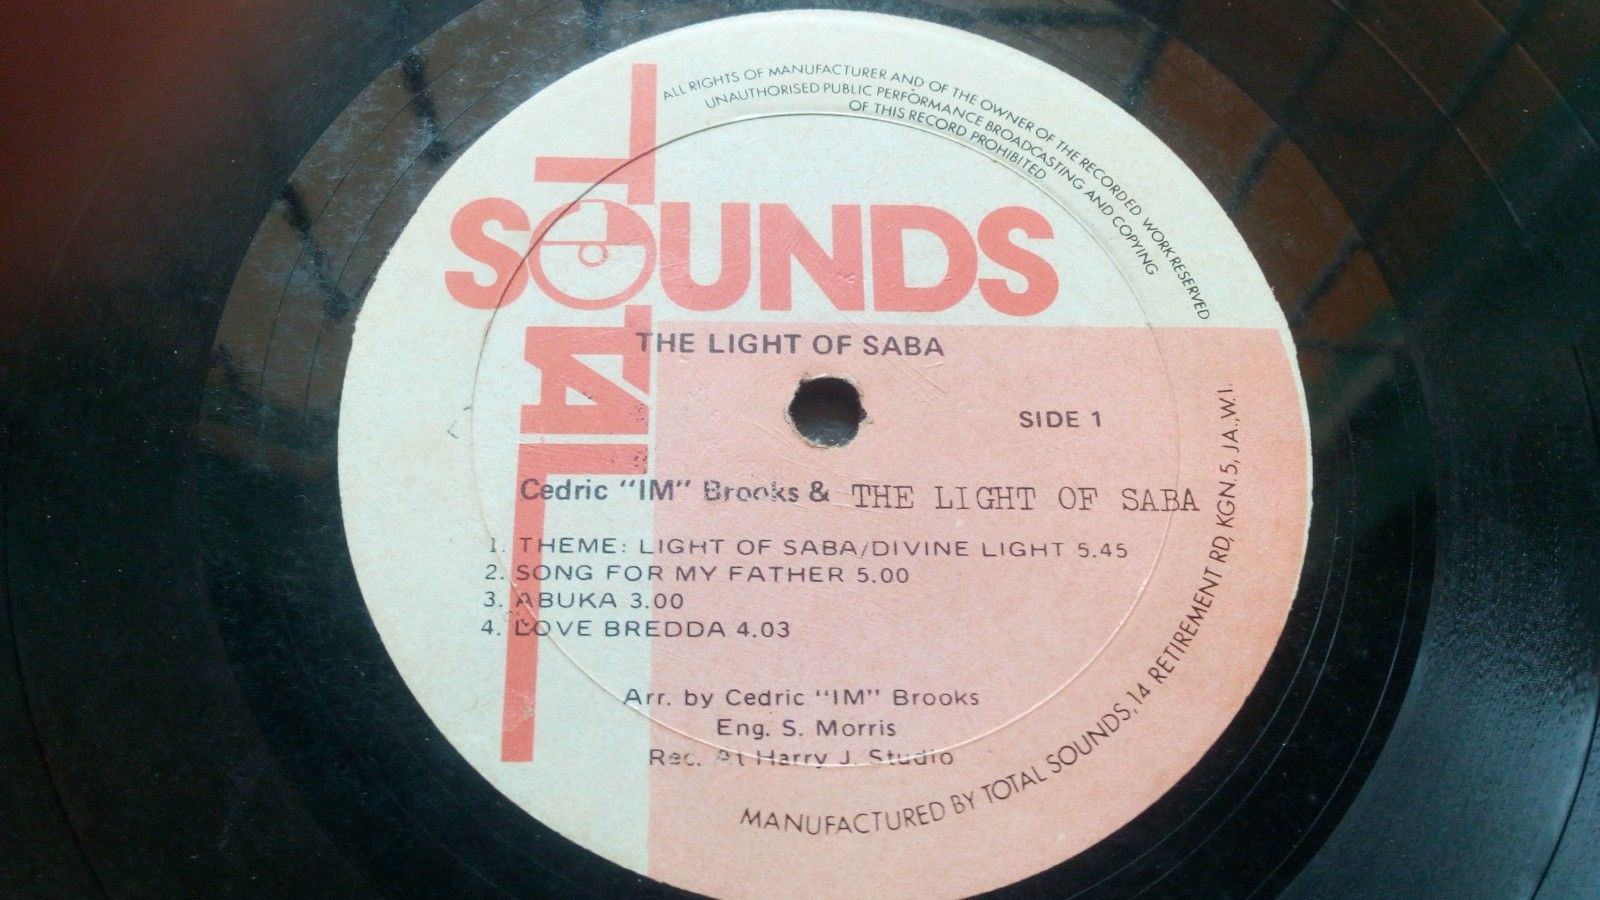 ALL RIGHTS OF MANUFACTURER AND OF THE OWNER OF THE RECORDED WORK RESERVED
UNAUTHORISED PUBLIC PERFORMANCE BROADCASTING AND COPYING
OF THIS RECORD PROHIBITED
TOTAL
SOUNDS
THE LIGHT OF SABA
SIDE 1
Cedric "IM" Brooks & THE LIGHT OF SABA
1. THEME: LIGHT OF SABA/DIVINE LIGHT 5.45
2. SONG FOR MY FATHER 5.00
3. ABUKA 3.00
4. LOVE BREDDA 4.03
Arr. by Cedric "IM" Brooks
Eng. S. Morris
Rec. At Harry J. Studio
MANUFACTURED BY TOTAL SOUNDS, 14 RETIREMENT RD, KGN.5, JA.,W.I.